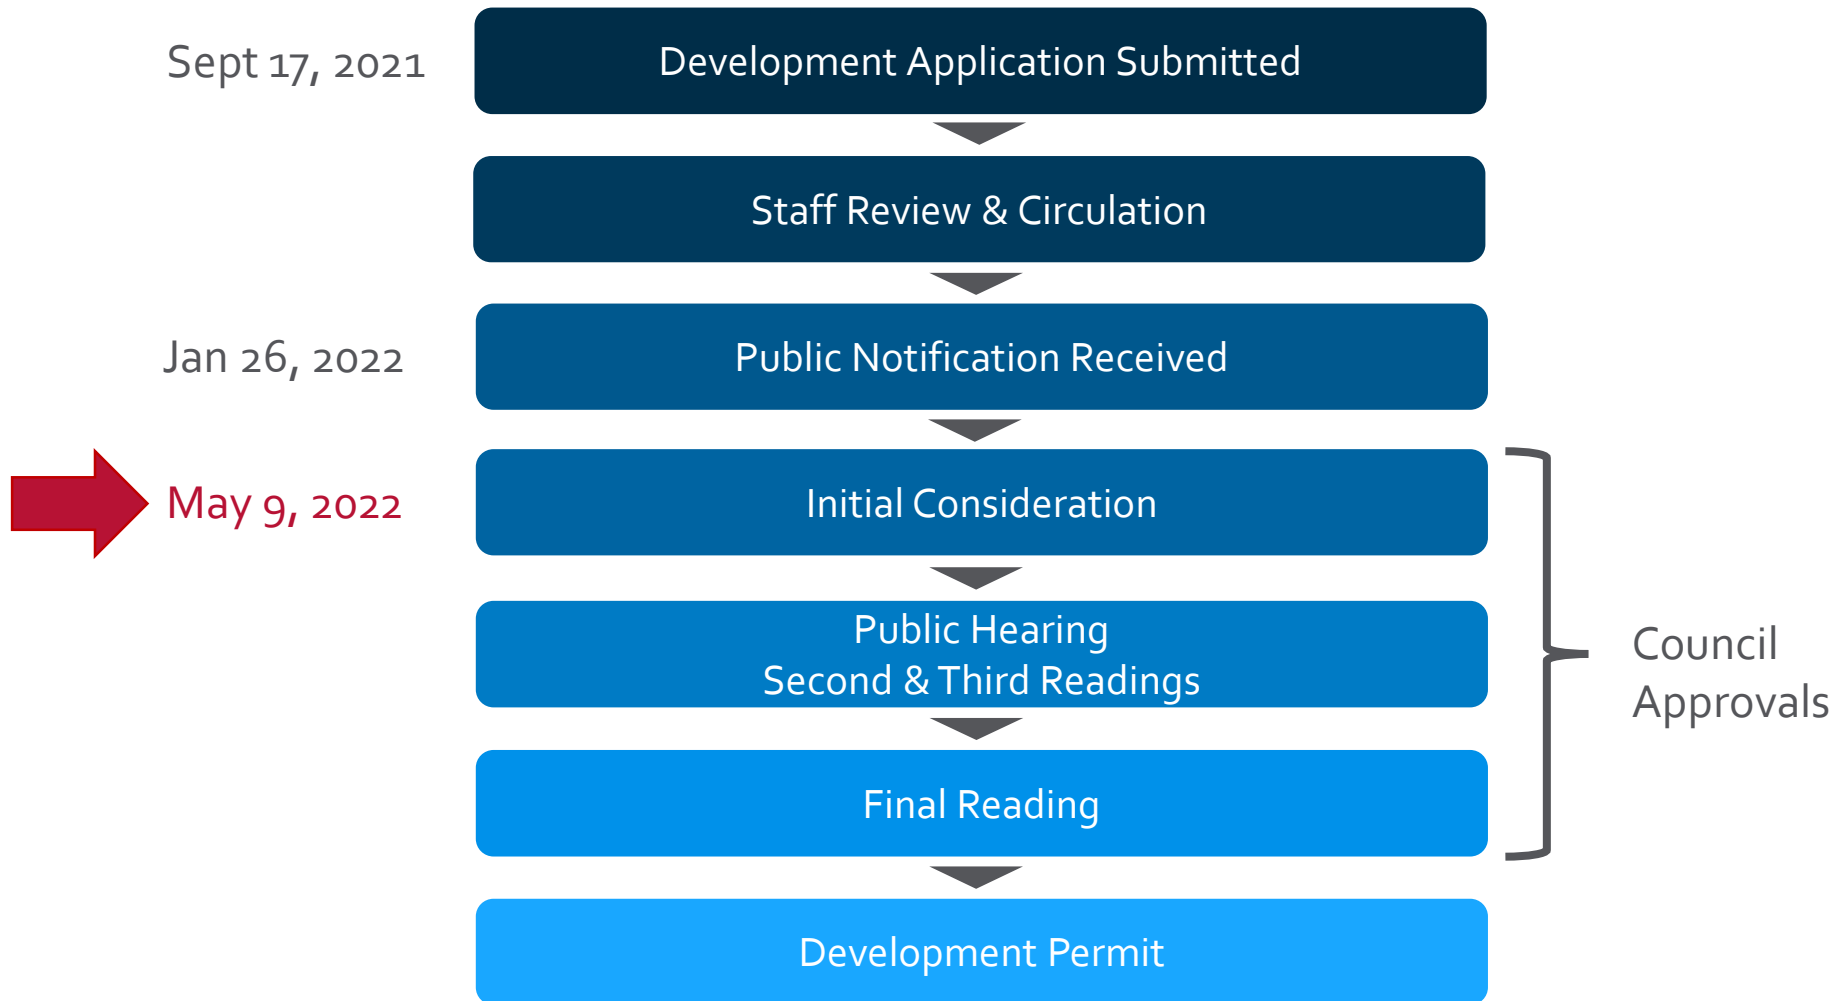 Sept 17, 2021
Development Application Submitted
Staff Review & Circulation
Jan 26, 2022
Public Notification Received
May 9, 2022
Initial Consideration
Public Hearing
Second & Third Readings
Council
Approvals
Final Reading
Development Permit